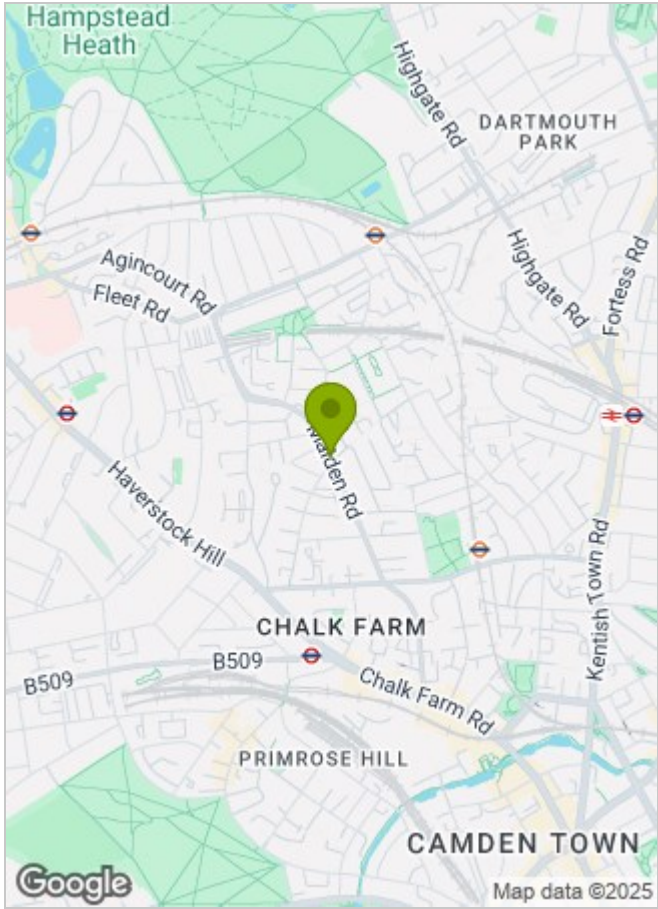 Hampstead
Heath
Highgate Rd
DARTMOUTH
PARK
Agincourt Rd
Fleet Rd
Highgate Rd
Fortess Rd
Malden Rd
Haverstock Hill
Kentish Town Rd
CHALK FARM
B509
B509
Chalk Farm Rd
PRIMROSE HILL
CAMDEN TOWN
Google
Map data ©2025